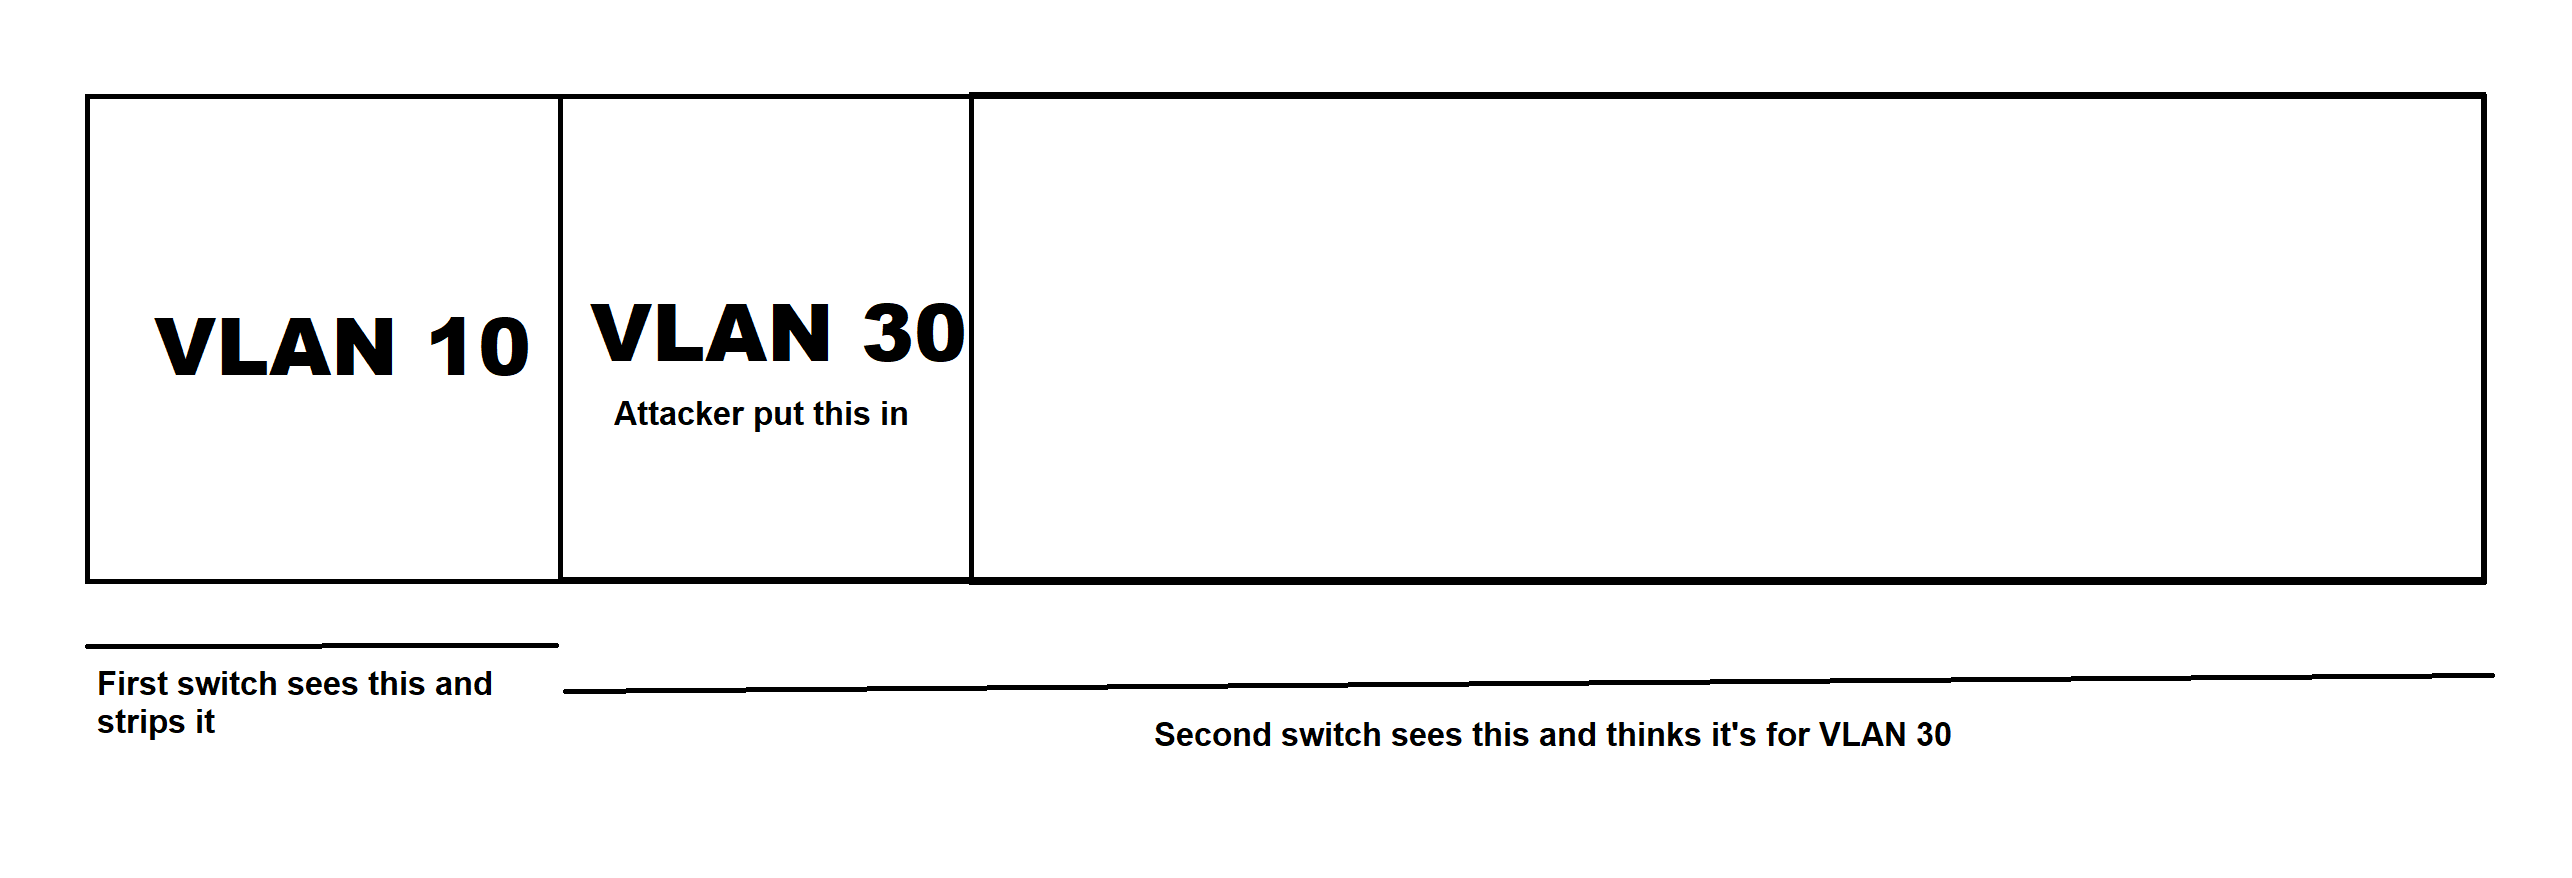 VLAN 10
VLAN 30
Attacker put this in
First switch sees this and
strips it
Second switch sees this and thinks it's for VLAN 30